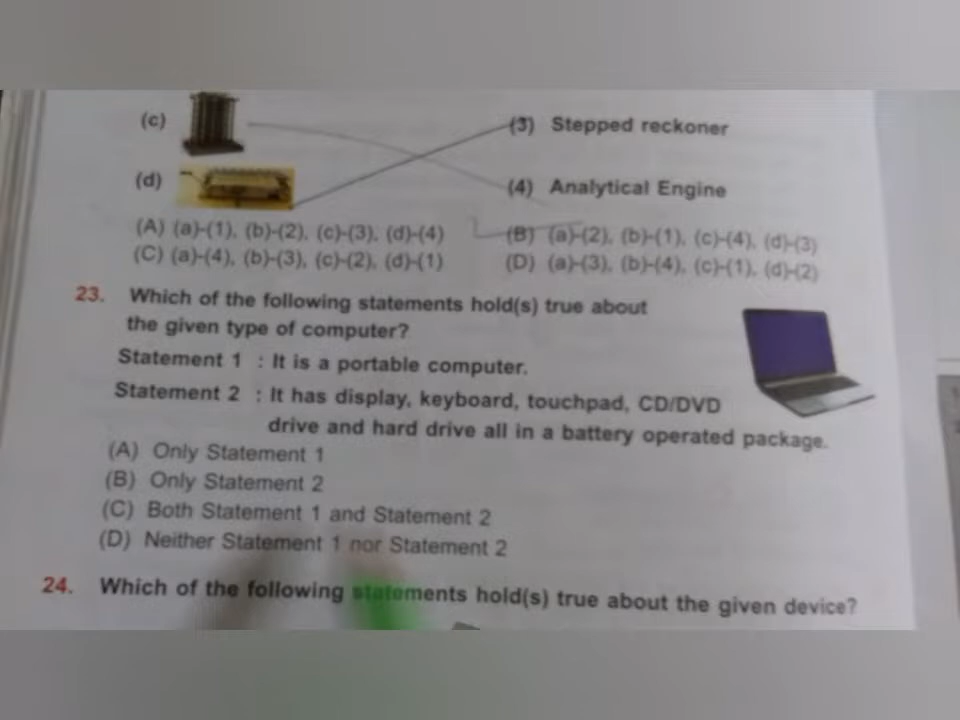 (c) (3) Stepped reckoner
(d) (4) Analytical Engine
(A) (a)-(1), (b)-(2), (c)-(3), (d)-(4) (B) (a)-(2), (b)-(1), (c)-(4), (d)-(3)
(C) (a)-(4), (b)-(3), (c)-(2), (d)-(1) (D) (a)-(3), (b)-(4), (c)-(1), (d)-(2)
23. Which of the following statements hold(s) true about
the given type of computer?
Statement 1 : It is a portable computer.
Statement 2 : It has display, keyboard, touchpad, CD/DVD
drive and hard drive all in a battery operated package.
(A) Only Statement 1
(B) Only Statement 2
(C) Both Statement 1 and Statement 2
(D) Neither Statement 1 nor Statement 2
24. Which of the following statements hold(s) true about the given device?